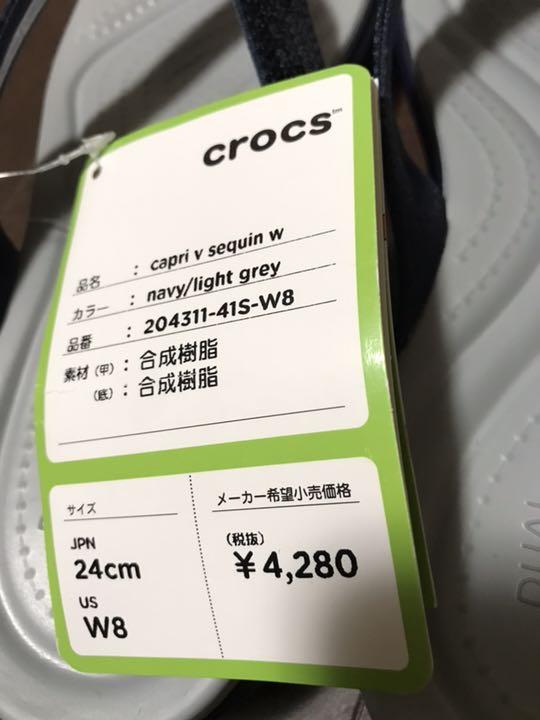 crocs™
品名 : capri v sequin w
カラー : navy/light grey
品番 : 204311-41S-W8
素材(甲) : 合成樹脂
(底) : 合成樹脂
サイズ
JPN
24cm
US
W8
メーカー希望小売価格
(税抜)
¥4,280
DUAL